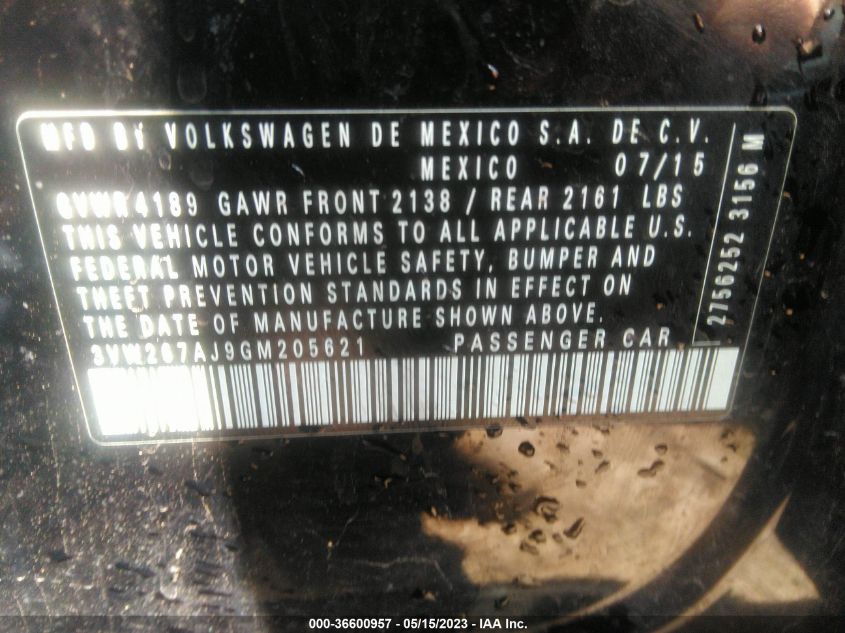 MFD BY VOLKSWAGEN DE MEXICO S.A. DE C.V.
MEXICO 07/15
GVWR 4189 GAWR FRONT 2138 / REAR 2161 LBS
THIS VEHICLE CONFORMS TO ALL APPLICABLE U.S.
FEDERAL MOTOR VEHICLE SAFETY, BUMPER AND
THEFT PREVENTION STANDARDS IN EFFECT ON
THE DATE OF MANUFACTURE SHOWN ABOVE.
3VW267AJ9GM205621 PASSENGER CAR
2756252 3156 M
000-36600957 - 05/15/2023 - IAA Inc.